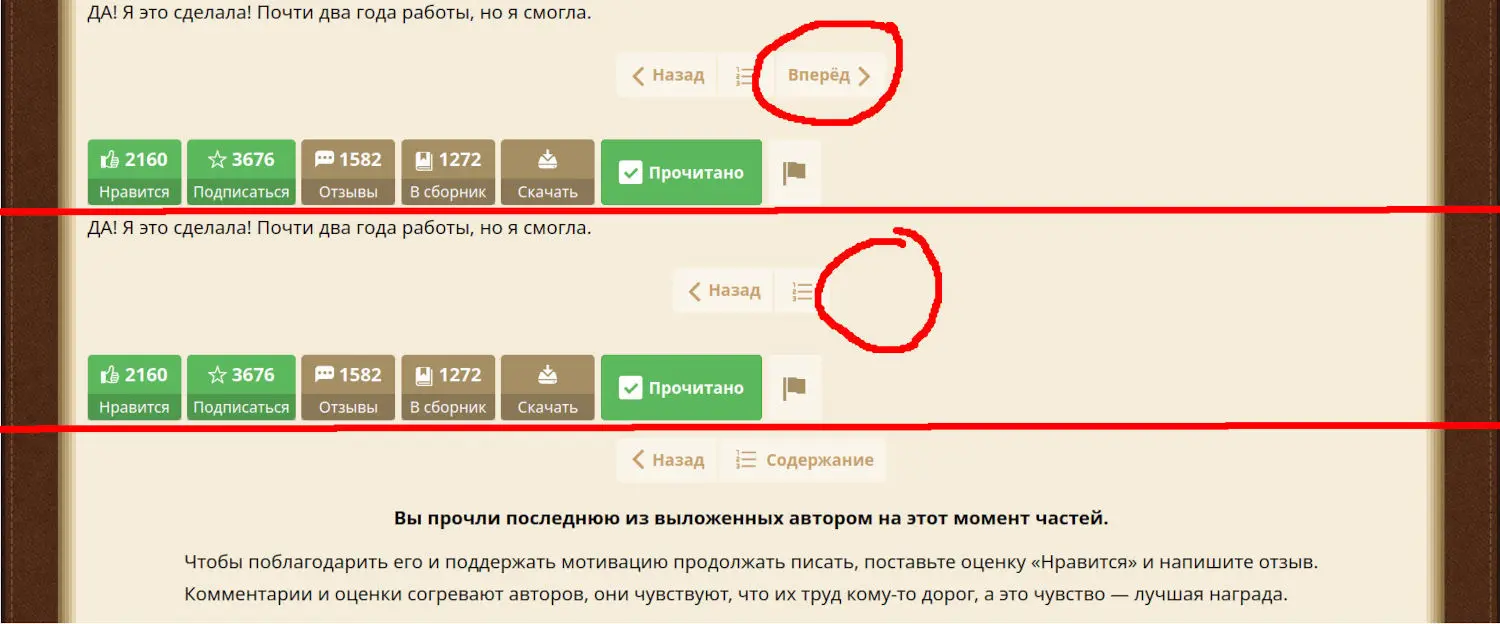 ДА! Я это сделала! Почти два года работы, но я смогла.
Назад Вперёд
2160 3676 1582 1272 Прочитано
Нравится Подписаться Отзывы В сборник Скачать
ДА! Я это сделала! Почти два года работы, но я смогла.
Назад
2160 3676 1582 1272 Прочитано
Нравится Подписаться Отзывы В сборник Скачать
Назад Содержание
Вы прочли последнюю из выложенных автором на этот момент частей.
Чтобы поблагодарить его и поддержать мотивацию продолжать писать, поставьте оценку «Нравится» и напишите отзыв.
Комментарии и оценки согревают авторов, они чувствуют, что их труд кому-то дорог, а это чувство — лучшая награда.